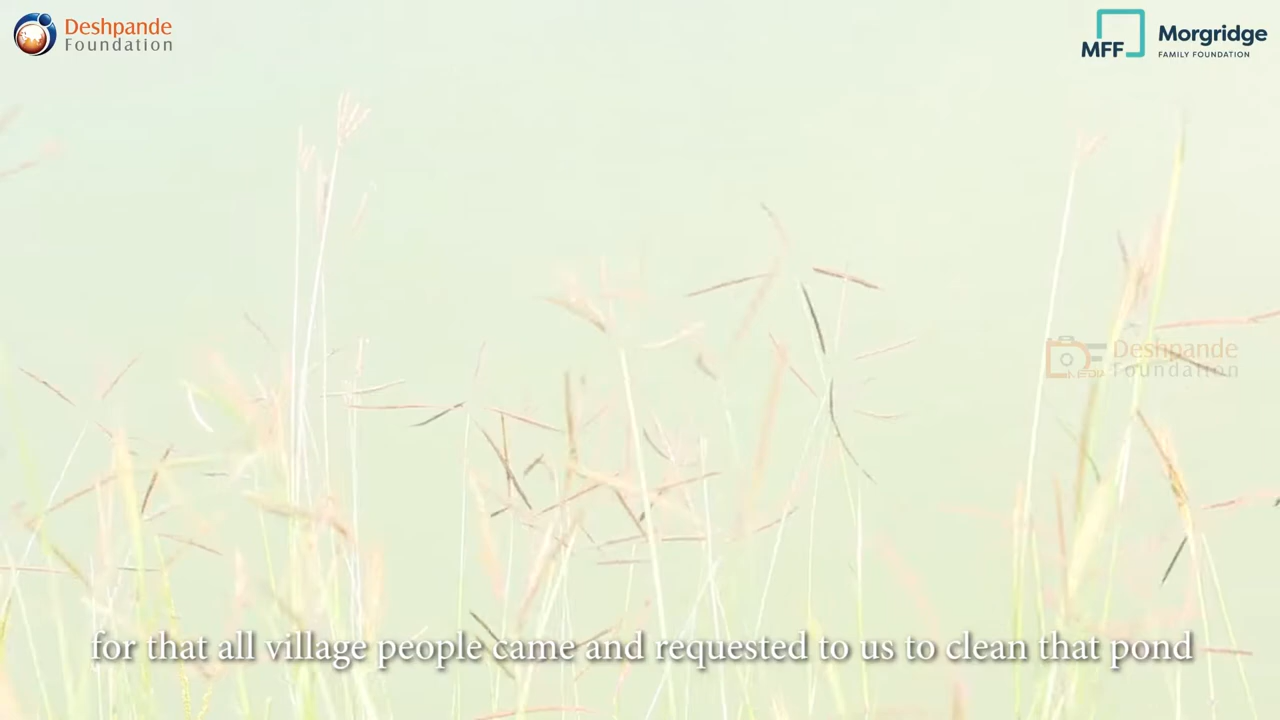 Deshpande
Foundation
MFF
Morgridge
FAMILY FOUNDATION
Deshpande
Foundation
MEDIA
for that all village people came and requested to us to clean that pond